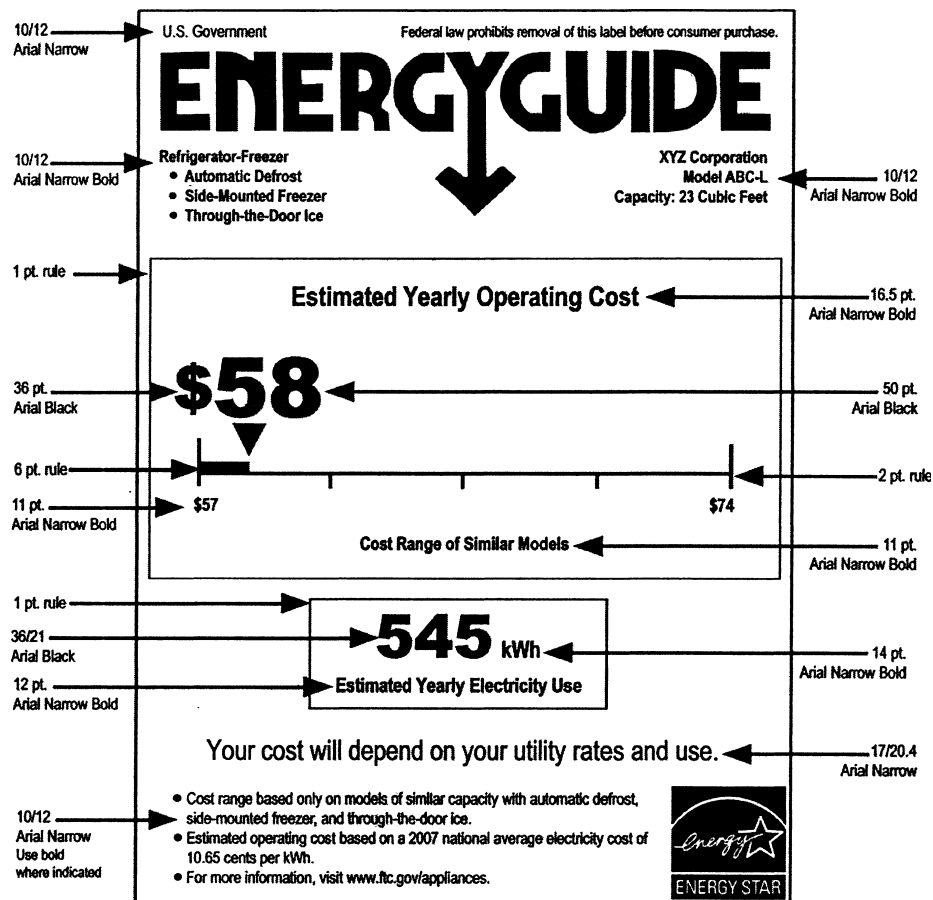 10/12
Arial Narrow
U.S. Government
Federal law prohibits removal of this label before consumer purchase.
ENERGYGUIDE
10/12
Arial Narrow Bold
Refrigerator-Freezer
• Automatic Defrost
• Side-Mounted Freezer
• Through-the-Door Ice
XYZ Corporation
Model ABC-L
Capacity: 23 Cubic Feet
10/12
Arial Narrow Bold
1 pt. rule
Estimated Yearly Operating Cost
16.5 pt.
Arial Narrow Bold
36 pt.
Arial Black
$58
50 pt.
Arial Black
6 pt. rule
2 pt. rule
11 pt.
Arial Narrow Bold
$57
$74
Cost Range of Similar Models
11 pt.
Arial Narrow Bold
1 pt. rule
36/21
Arial Black
545 kWh
14 pt.
Arial Narrow Bold
12 pt.
Arial Narrow Bold
Estimated Yearly Electricity Use
Your cost will depend on your utility rates and use.
17/20.4
Arial Narrow
10/12
Arial Narrow
Use bold
where indicated
• Cost range based only on models of similar capacity with automatic defrost,
side-mounted freezer, and through-the-door ice.
• Estimated operating cost based on a 2007 national average electricity cost of
10.65 cents per kWh.
• For more information, visit www.ftc.gov/appliances.
energy
ENERGY STAR